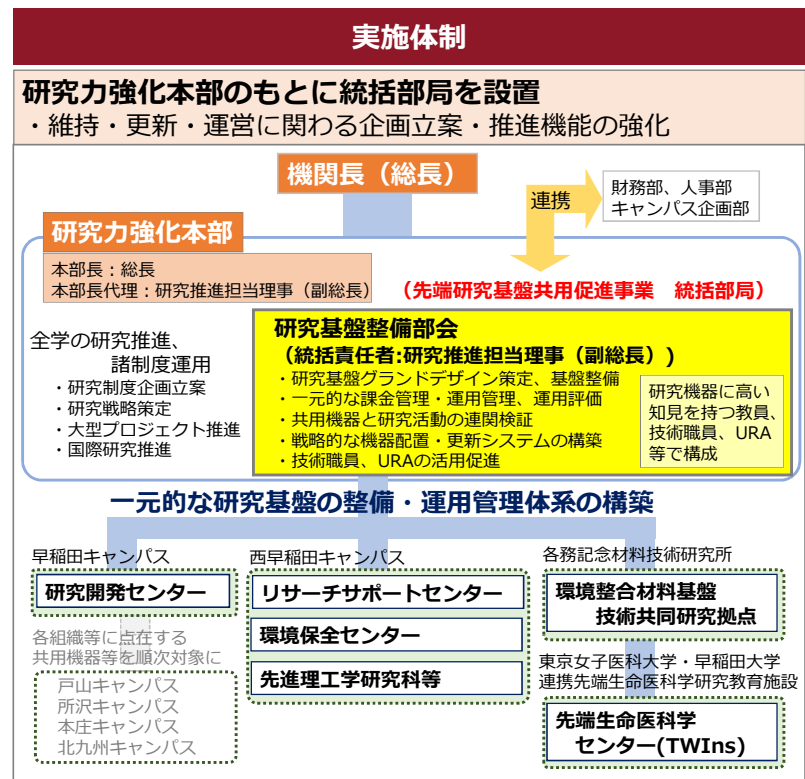 実施体制
研究力強化本部のもとに統括部局を設置
・維持・更新・運営に関わる企画立案・推進機能の強化
機関長（総長）
連携
財務部、人事部
キャンパス企画部
研究力強化本部
本部長：総長
本部長代理：研究推進担当理事（副総長）
（先端研究基盤共用促進事業　統括部局）
全学の研究推進、
諸制度運用
・研究制度企画立案
・研究戦略策定
・大型プロジェクト推進
・国際研究推進
研究基盤整備部会
（統括責任者:研究推進担当理事（副総長））
・研究基盤グランドデザイン策定、基盤整備
・一元的な課金管理・運用管理、運用評価
・共用機器と研究活動の連関検証
・戦略的な機器配置・更新システムの構築
・技術職員、URAの活用促進
研究機器に高い
知見を持つ教員、
技術職員、URA
等で構成
一元的な研究基盤の整備・運用管理体系の構築
早稲田キャンパス
研究開発センター
各組織等に点在する
共用機器等を順次対象に
戸山キャンパス
所沢キャンパス
本庄キャンパス
北九州キャンパス
西早稲田キャンパス
リサーチサポートセンター
環境保全センター
先進理工学研究科等
各務記念材料技術研究所
環境整合材料基盤
技術共同研究拠点
東京女子医科大学・早稲田大学
連携先端生命医科学研究教育施設
先端生命医科学
センター(TWIns)